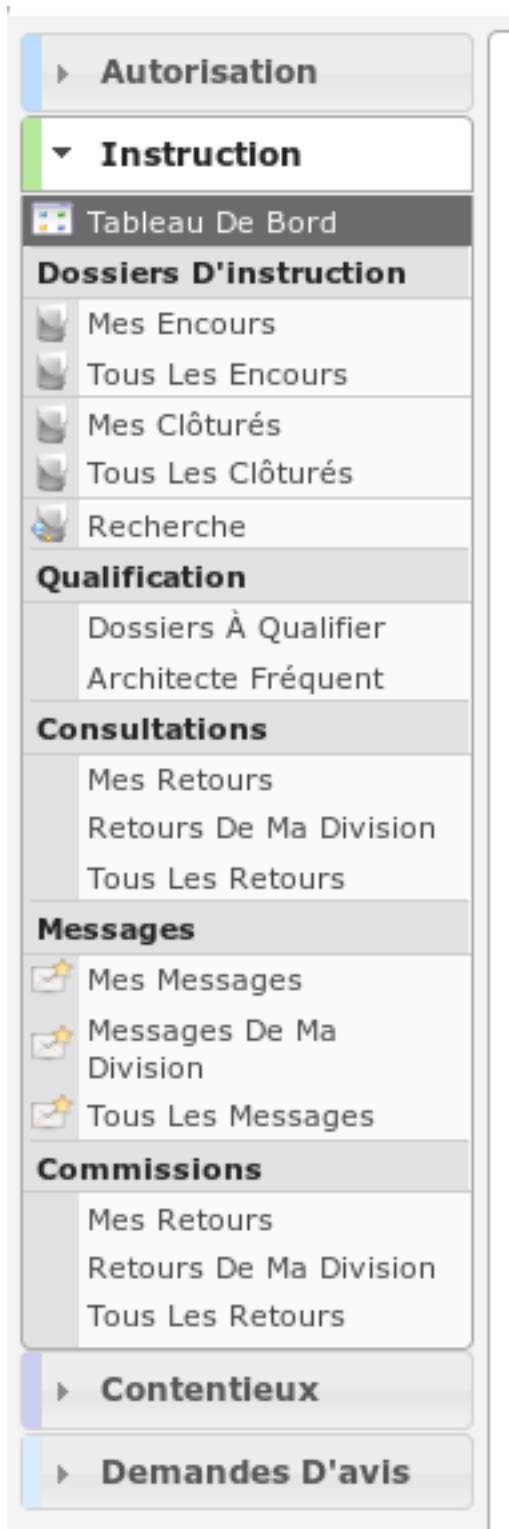 Autorisation
Instruction
Tableau De Bord
Dossiers D'instruction
Mes Encours
Tous Les Encours
Mes Clôturés
Tous Les Clôturés
Recherche
Qualification
Dossiers À Qualifier
Architecte Fréquent
Consultations
Mes Retours
Retours De Ma Division
Tous Les Retours
Messages
Mes Messages
Messages De Ma
Division
Tous Les Messages
Commissions
Mes Retours
Retours De Ma Division
Tous Les Retours
Contentieux
Demandes D'avis